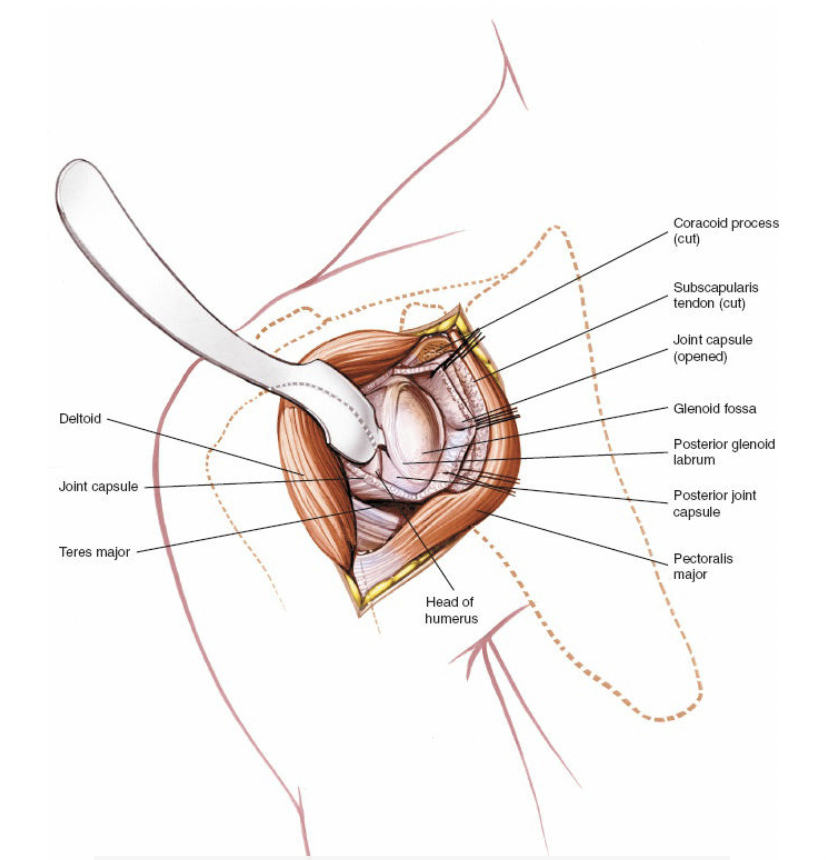 Coracoid process
(cut)
Subscapularis
tendon (cut)
Joint capsule
(opened)
Glenoid fossa
Posterior glenoid
labrum
Posterior joint
capsule
Pectoralis
major
Deltoid
Joint capsule
Teres major
Head of
humerus